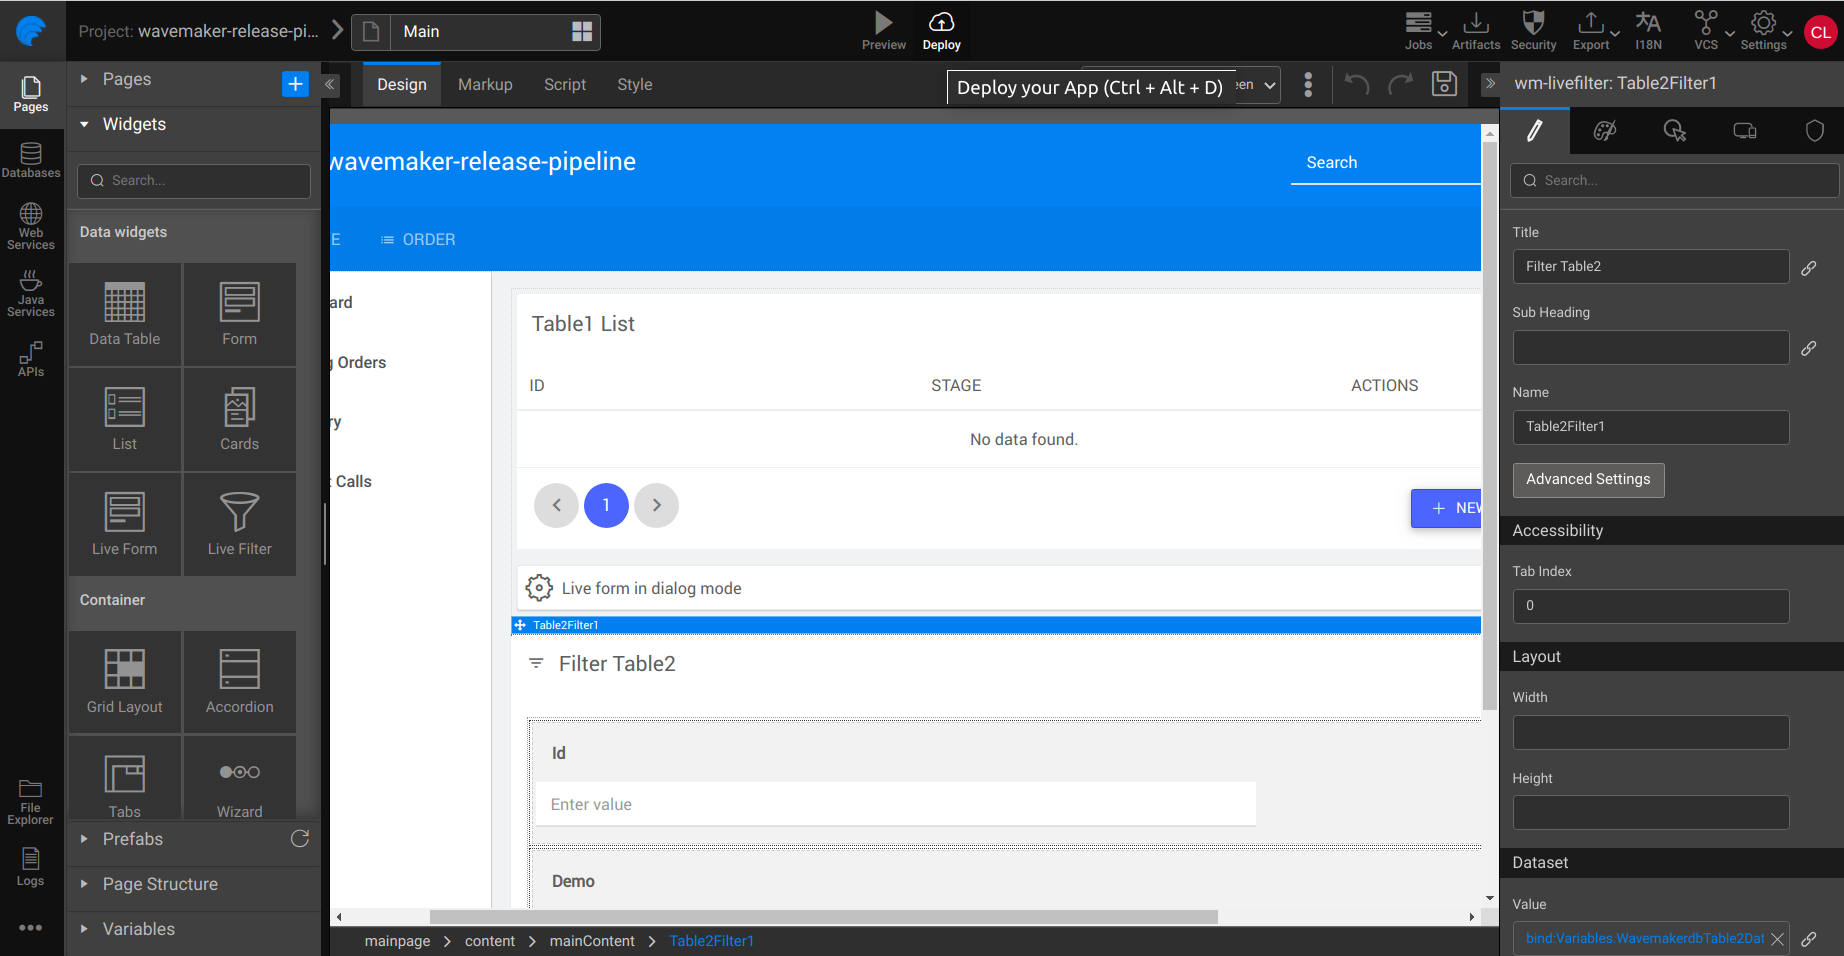 Project: wavemaker-release-pi...
Main
Preview
Deploy
Jobs
Artifacts
Security
Export
I18N
VCS
Settings
CL
Pages
Databases
Web
Services
Java
Services
APIs
File
Explorer
Logs
Pages
Widgets
Search...
Data widgets
Data Table
Form
List
Cards
Live Form
Live Filter
Container
Grid Layout
Accordion
Tabs
Wizard
Prefabs
Page Structure
Variables
Design
Markup
Script
Style
Deploy your App (Ctrl + Alt + D)
een
wavemaker-release-pipeline
Search
E
ORDER
ard
g Orders
ry
t Calls
Table1 List
ID
STAGE
ACTIONS
No data found.
1
NEW
Live form in dialog mode
Table2Filter1
Filter Table2
Id
Enter value
Demo
mainpage
content
mainContent
Table2Filter1
wm-livefilter: Table2Filter1
Search...
Title
Filter Table2
Sub Heading
Name
Table2Filter1
Advanced Settings
Accessibility
Tab Index
0
Layout
Width
Height
Dataset
Value
bind:Variables.WavemakerdbTable2Dat